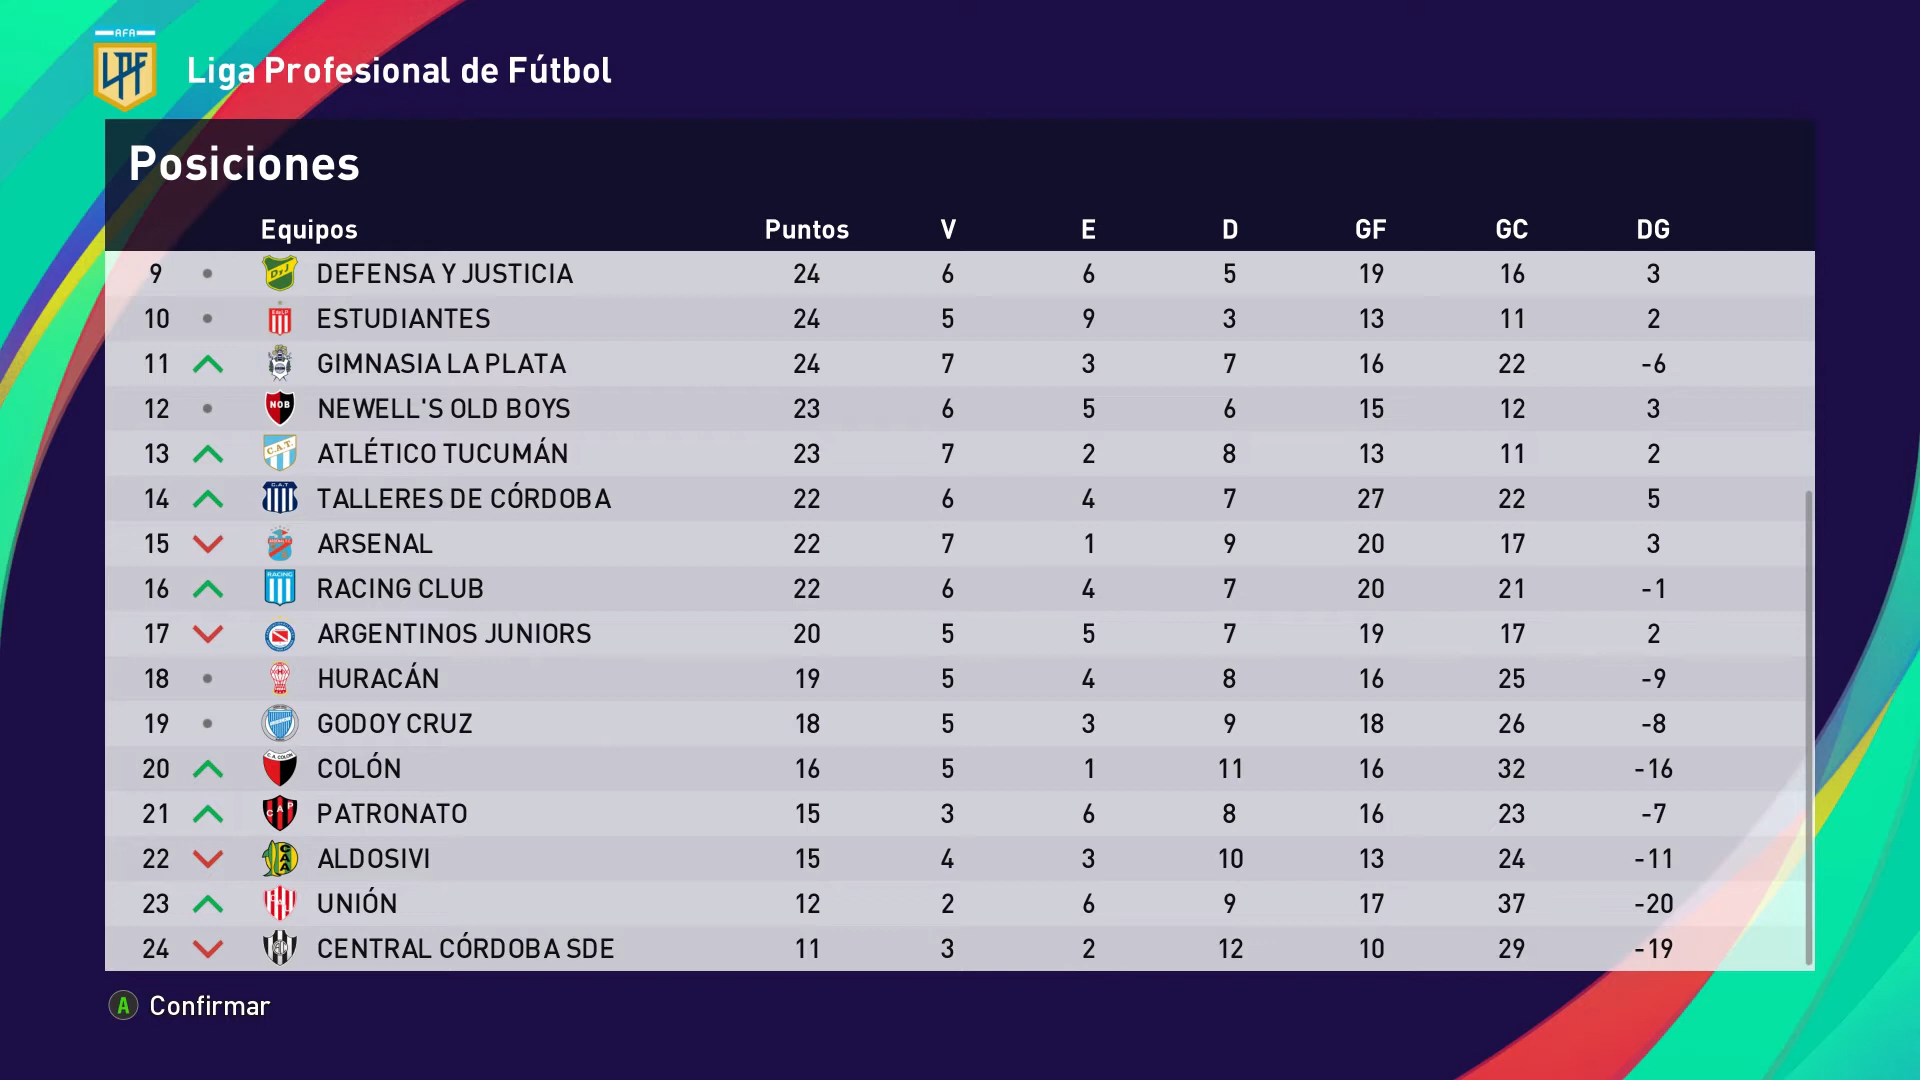 AFA
LPF
Liga Profesional de Fútbol
Posiciones
Equipos Puntos V E D GF GC DG
9 DEFENSA Y JUSTICIA 24 6 6 5 19 16 3
10 ESTUDIANTES 24 5 9 3 13 11 2
11 GIMNASIA LA PLATA 24 7 3 7 16 22 -6
12 NEWELL'S OLD BOYS 23 6 5 6 15 12 3
13 ATLÉTICO TUCUMÁN 23 7 2 8 13 11 2
14 TALLERES DE CÓRDOBA 22 6 4 7 27 22 5
15 ARSENAL 22 7 1 9 20 17 3
16 RACING CLUB 22 6 4 7 20 21 -1
17 ARGENTINOS JUNIORS 20 5 5 7 19 17 2
18 HURACÁN 19 5 4 8 16 25 -9
19 GODOY CRUZ 18 5 3 9 18 26 -8
20 COLÓN 16 5 1 11 16 32 -16
21 PATRONATO 15 3 6 8 16 23 -7
22 ALDOSIVI 15 4 3 10 13 24 -11
23 UNIÓN 12 2 6 9 17 37 -20
24 CENTRAL CÓRDOBA SDE 11 3 2 12 10 29 -19
A Confirmar